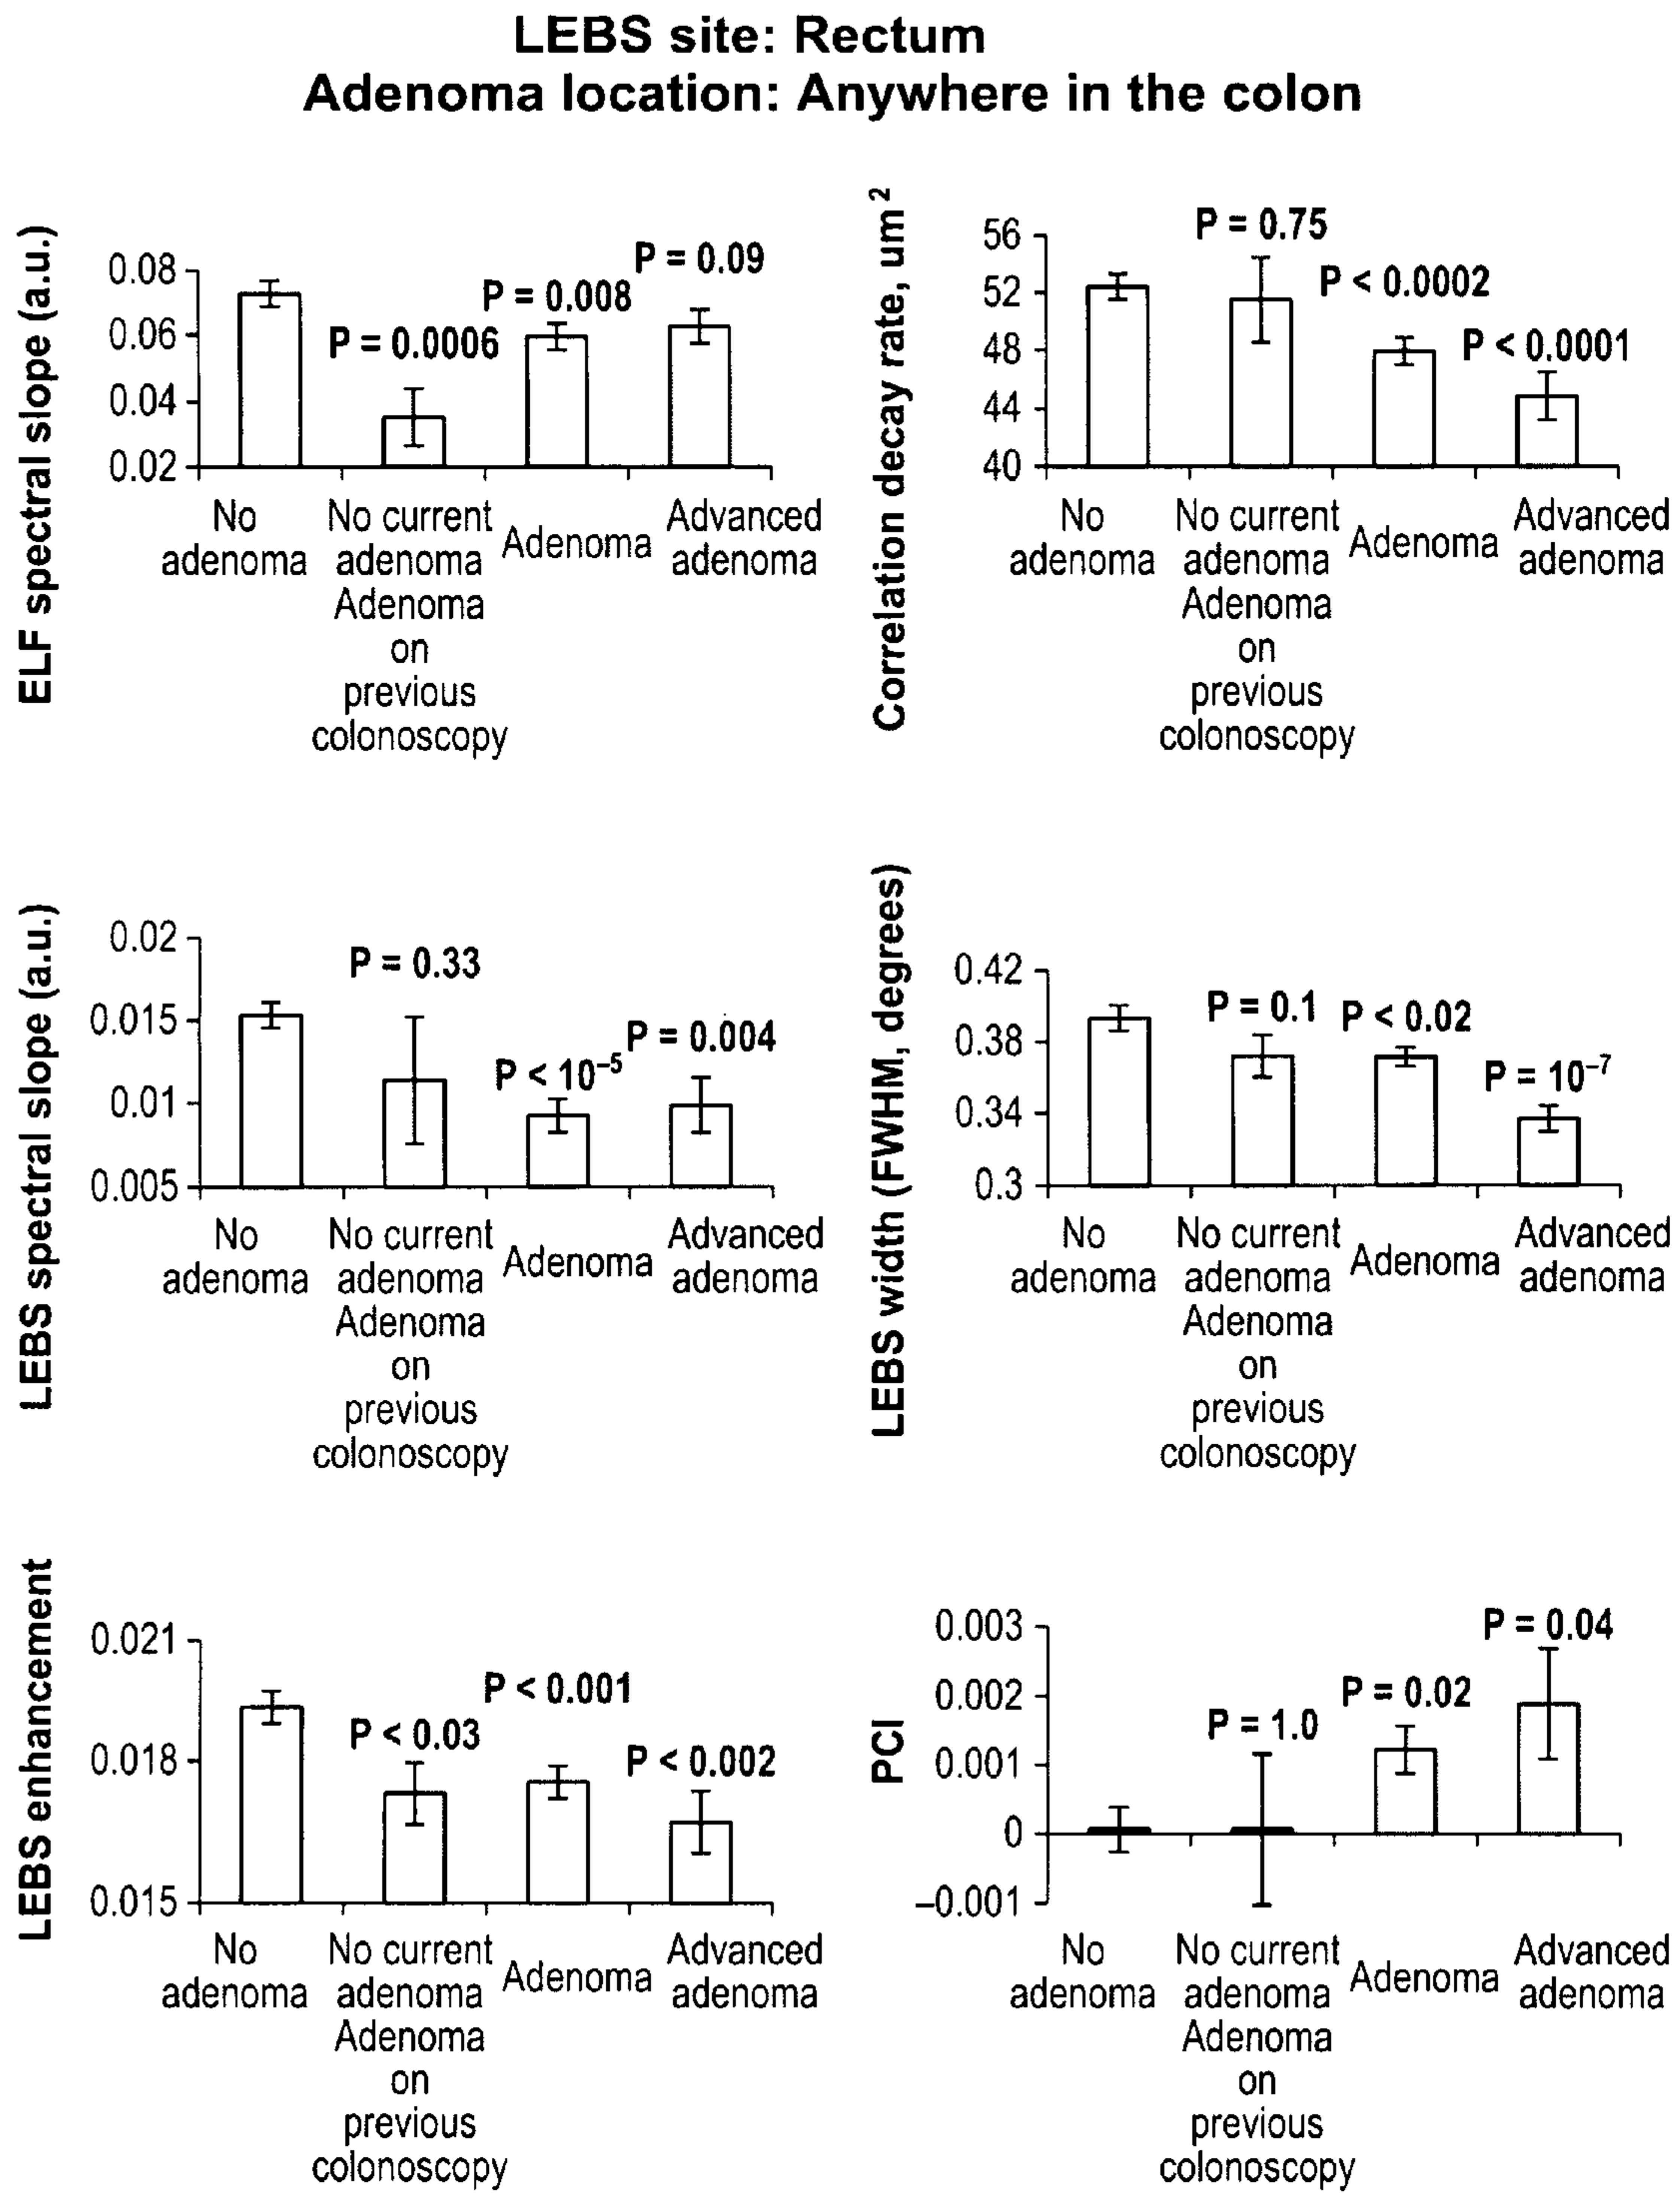 LEBS site: Rectum
Adenoma location: Anywhere in the colon
ELF spectral slope (a.u.)
0.08
0.06
0.04
0.02
P = 0.0006
P = 0.008
P = 0.09
No
adenoma
No current
adenoma
Adenoma
on
previous
colonoscopy
Adenoma
Advanced
adenoma
Correlation decay rate, um²
56
52
48
44
40
P = 0.75
P < 0.0002
P < 0.0001
No
adenoma
No current
adenoma
Adenoma
on
previous
colonoscopy
Adenoma
Advanced
adenoma
LEBS spectral slope (a.u.)
0.02
0.015
0.01
0.005
P = 0.33
P < 10⁻⁵
P = 0.004
No
adenoma
No current
adenoma
Adenoma
on
previous
colonoscopy
Adenoma
Advanced
adenoma
LEBS width (FWHM, degrees)
0.42
0.38
0.34
0.3
P = 0.1
P < 0.02
P = 10⁻⁷
No
adenoma
No current
adenoma
Adenoma
on
previous
colonoscopy
Adenoma
Advanced
adenoma
LEBS enhancement
0.021
0.018
0.015
P < 0.03
P < 0.001
P < 0.002
No
adenoma
No current
adenoma
Adenoma
on
previous
colonoscopy
Adenoma
Advanced
adenoma
PCI
0.003
0.002
0.001
0
–0.001
P = 1.0
P = 0.02
P = 0.04
No
adenoma
No current
adenoma
Adenoma
on
previous
colonoscopy
Adenoma
Advanced
adenoma